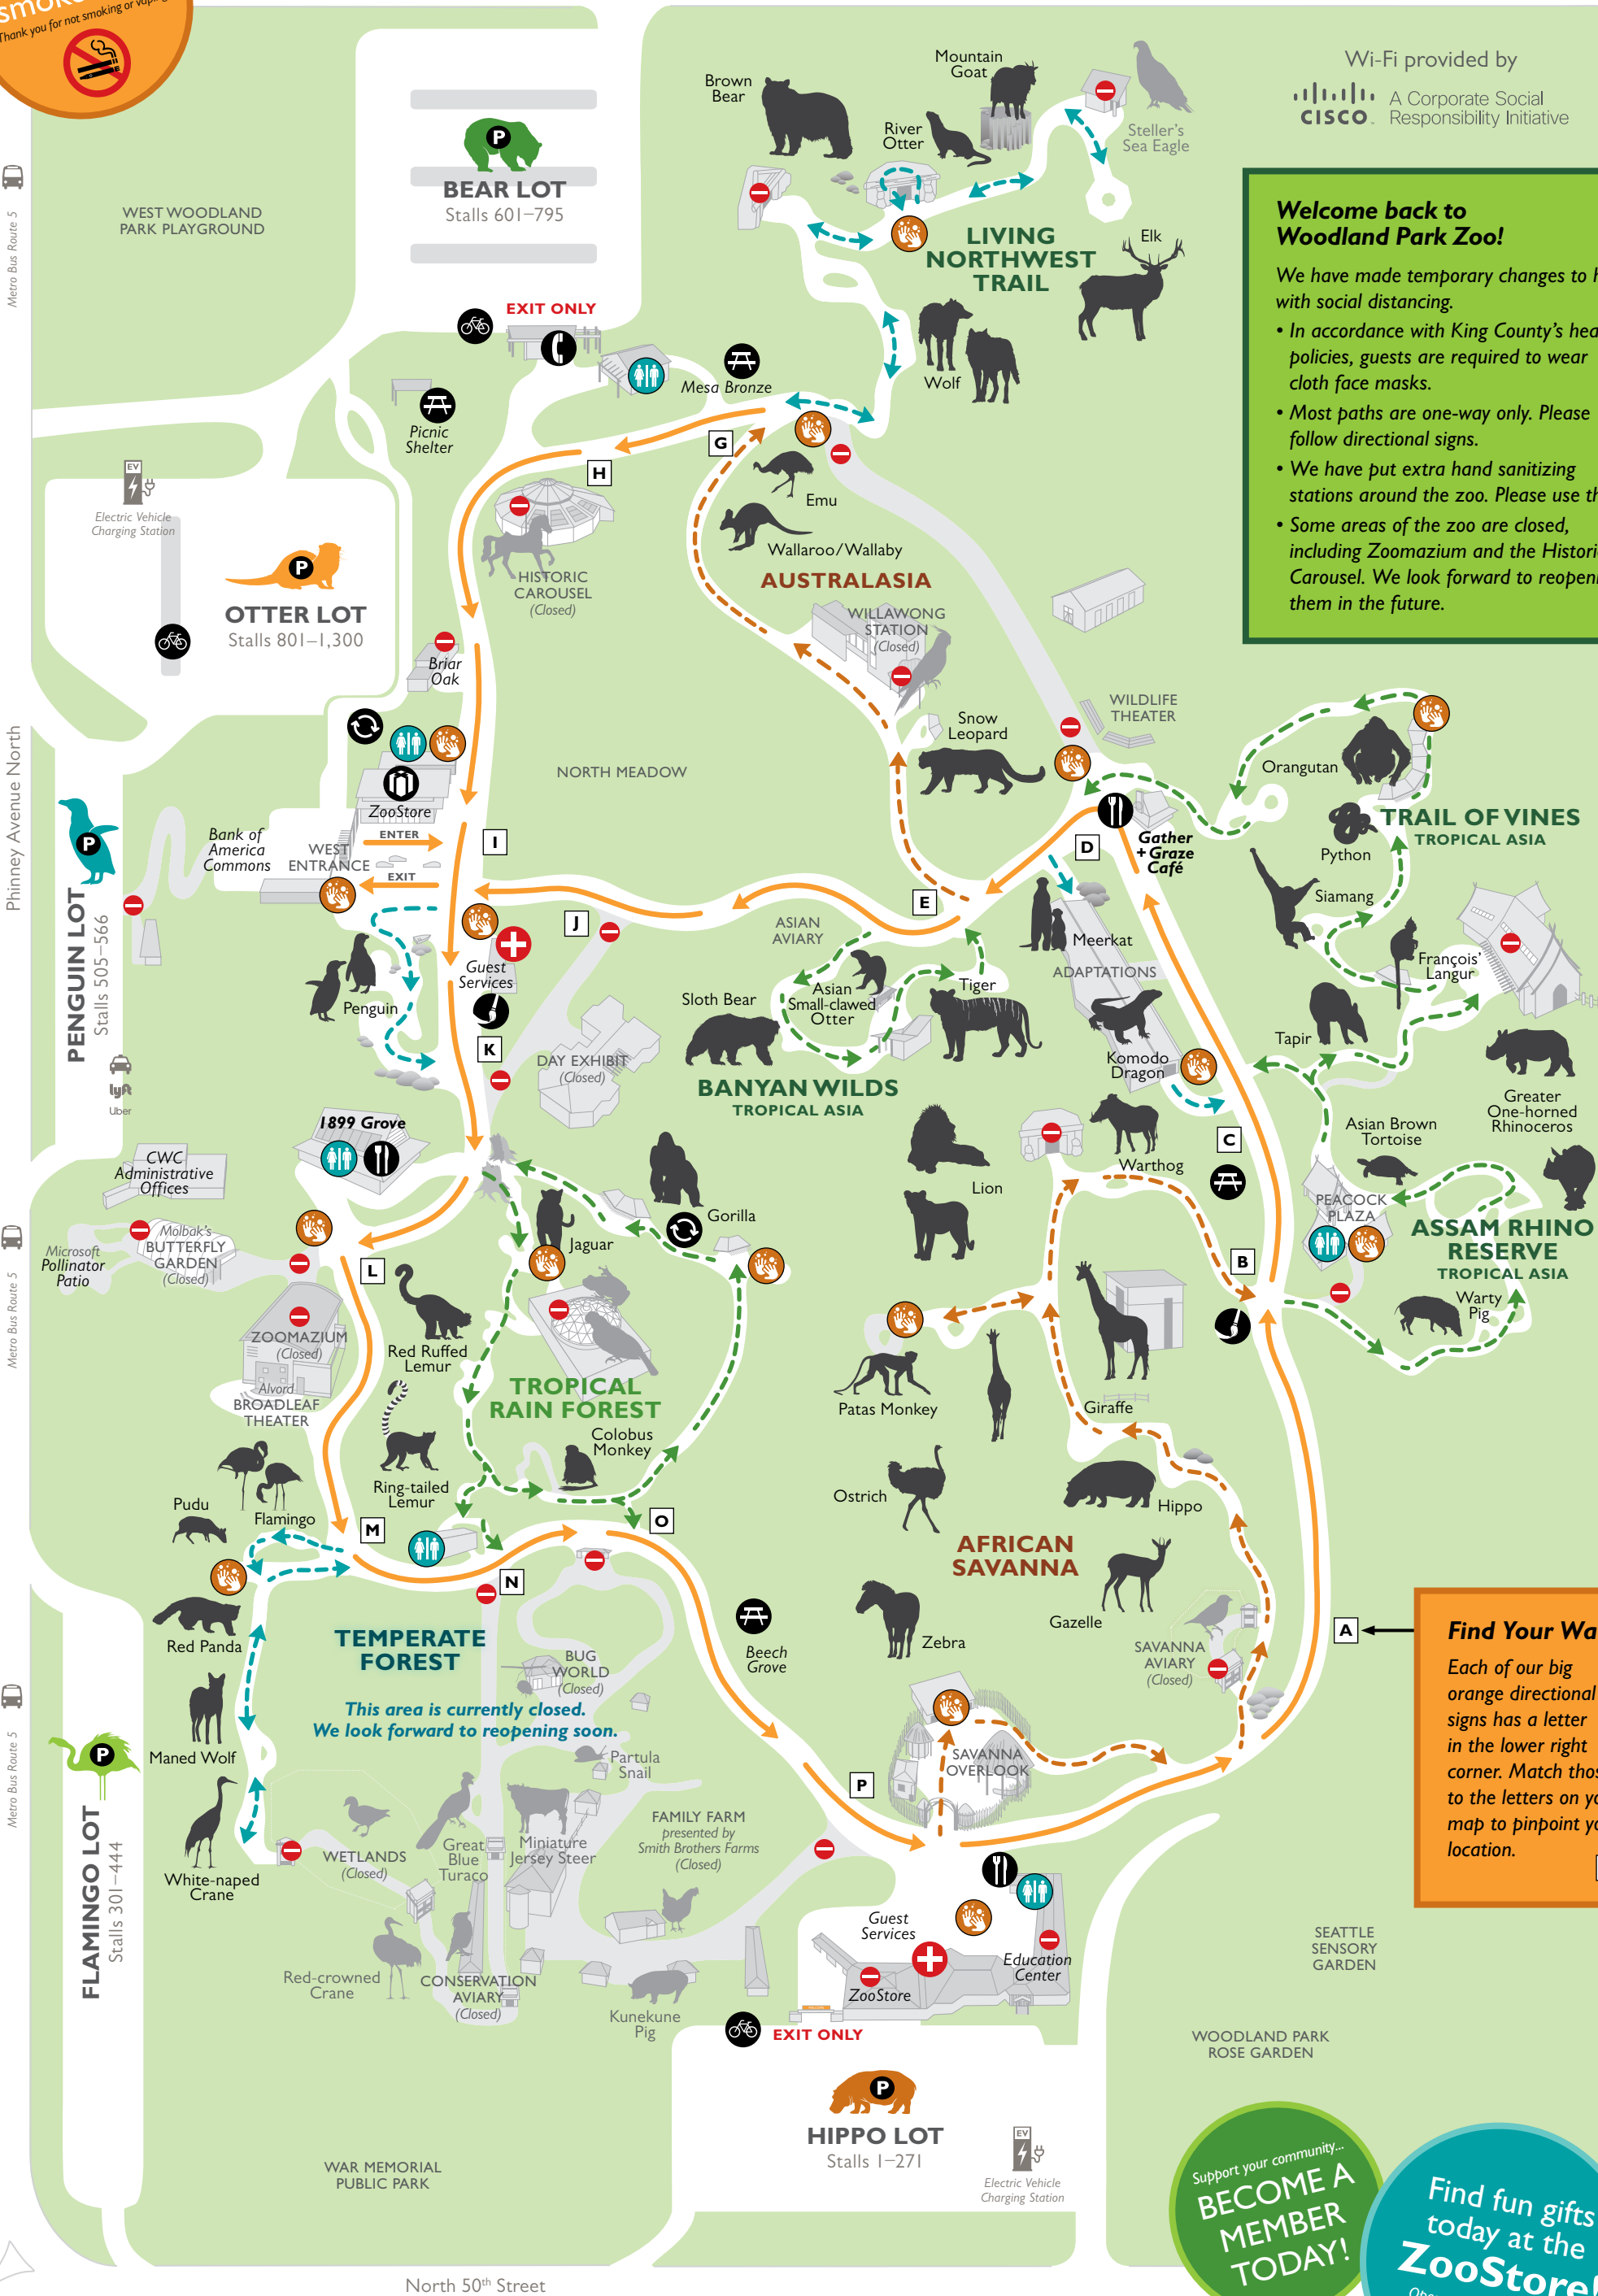 Thank you for not smoking or vaping
Wi-Fi provided by
CISCO
A Corporate Social
Responsibility Initiative
Welcome back to
Woodland Park Zoo!
We have made temporary changes to
with social distancing.
• In accordance with King County's
policies, guests are required to wear
cloth face masks.
• Most paths are one-way only. Please
follow directional signs.
• We have put extra hand sanitizing
stations around the zoo. Please use
• Some areas of the zoo are closed,
including Zoomazium and the
Carousel. We look forward to
them in the future.
Metro Bus Route 5
WEST WOODLAND
PARK PLAYGROUND
P
BEAR LOT
Stalls 601–795
EXIT ONLY
Brown
Bear
Mountain
Goat
River
Otter
Steller's
Sea Eagle
LIVING
NORTHWEST
TRAIL
Elk
Wolf
Mesa Bronze
Picnic
Shelter
G
H
Emu
Wallaroo/Wallaby
AUSTRALASIA
WILLAWONG
STATION
(Closed)
HISTORIC
CAROUSEL
(Closed)
EV
Electric Vehicle
Charging Station
P
OTTER LOT
Stalls 801–1,300
Briar
Oak
ZooStore
NORTH MEADOW
Snow
Leopard
WILDLIFE
THEATER
Orangutan
Python
TRAIL OF VINES
TROPICAL ASIA
Siamang
François'
Langur
Tapir
Greater
One-horned
Rhinoceros
Phinney Avenue North
P
PENGUIN LOT
Stalls 505–566
lyft
Uber
Bank of
America
Commons
WEST
ENTRANCE
ENTER
EXIT
I
Penguin
Guest
Services
K
J
DAY EXHIBIT
(Closed)
ASIAN
AVIARY
E
D
Gather
+ Graze
Café
Meerkat
ADAPTATIONS
Komodo
Dragon
Sloth Bear
Asian
Small-clawed
Otter
Tiger
BANYAN WILDS
TROPICAL ASIA
C
Warthog
Lion
Asian Brown
Tortoise
PEACOCK
PLAZA
ASSAM RHINO
RESERVE
TROPICAL ASIA
Warty
Pig
B
1899 Grove
CWC
Administrative
Offices
Molbak's
BUTTERFLY
GARDEN
(Closed)
Microsoft
Pollinator
Patio
Metro Bus Route 5
L
ZOOMAZIUM
(Closed)
Alvord
BROADLEAF
THEATER
Gorilla
Jaguar
Red Ruffed
Lemur
TROPICAL
RAIN FOREST
Colobus
Monkey
Ring-tailed
Lemur
Patas Monkey
Giraffe
Ostrich
Hippo
AFRICAN
SAVANNA
Gazelle
Zebra
SAVANNA
AVIARY
(Closed)
A
Pudu
Flamingo
M
N
O
Red Panda
Maned Wolf
White-naped
Crane
TEMPERATE
FOREST
This area is currently closed.
We look forward to reopening soon.
BUG
WORLD
(Closed)
Beech
Grove
Partula
Snail
P
SAVANNA
OVERLOOK
Metro Bus Route 5
P
FLAMINGO LOT
Stalls 301–444
WETLANDS
(Closed)
Great
Blue
Turaco
Miniature
Jersey Steer
FAMILY FARM
presented by
Smith Brothers Farms
(Closed)
Red-crowned
Crane
CONSERVATION
AVIARY
(Closed)
Kunekune
Pig
Guest
Services
Education
Center
ZooStore
EXIT ONLY
Find Your
Each of our big
orange directional
signs has a letter
in the lower right
corner. Match
to the letters on
map to pinpoint
location.
SEATTLE
SENSORY
GARDEN
WOODLAND PARK
ROSE GARDEN
P
HIPPO LOT
Stalls 1–271
EV
Electric Vehicle
Charging Station
WAR MEMORIAL
PUBLIC PARK
North 50th Street
Support your community...
BECOME A
MEMBER
TODAY!
Find fun gifts
today at the
ZooStore!